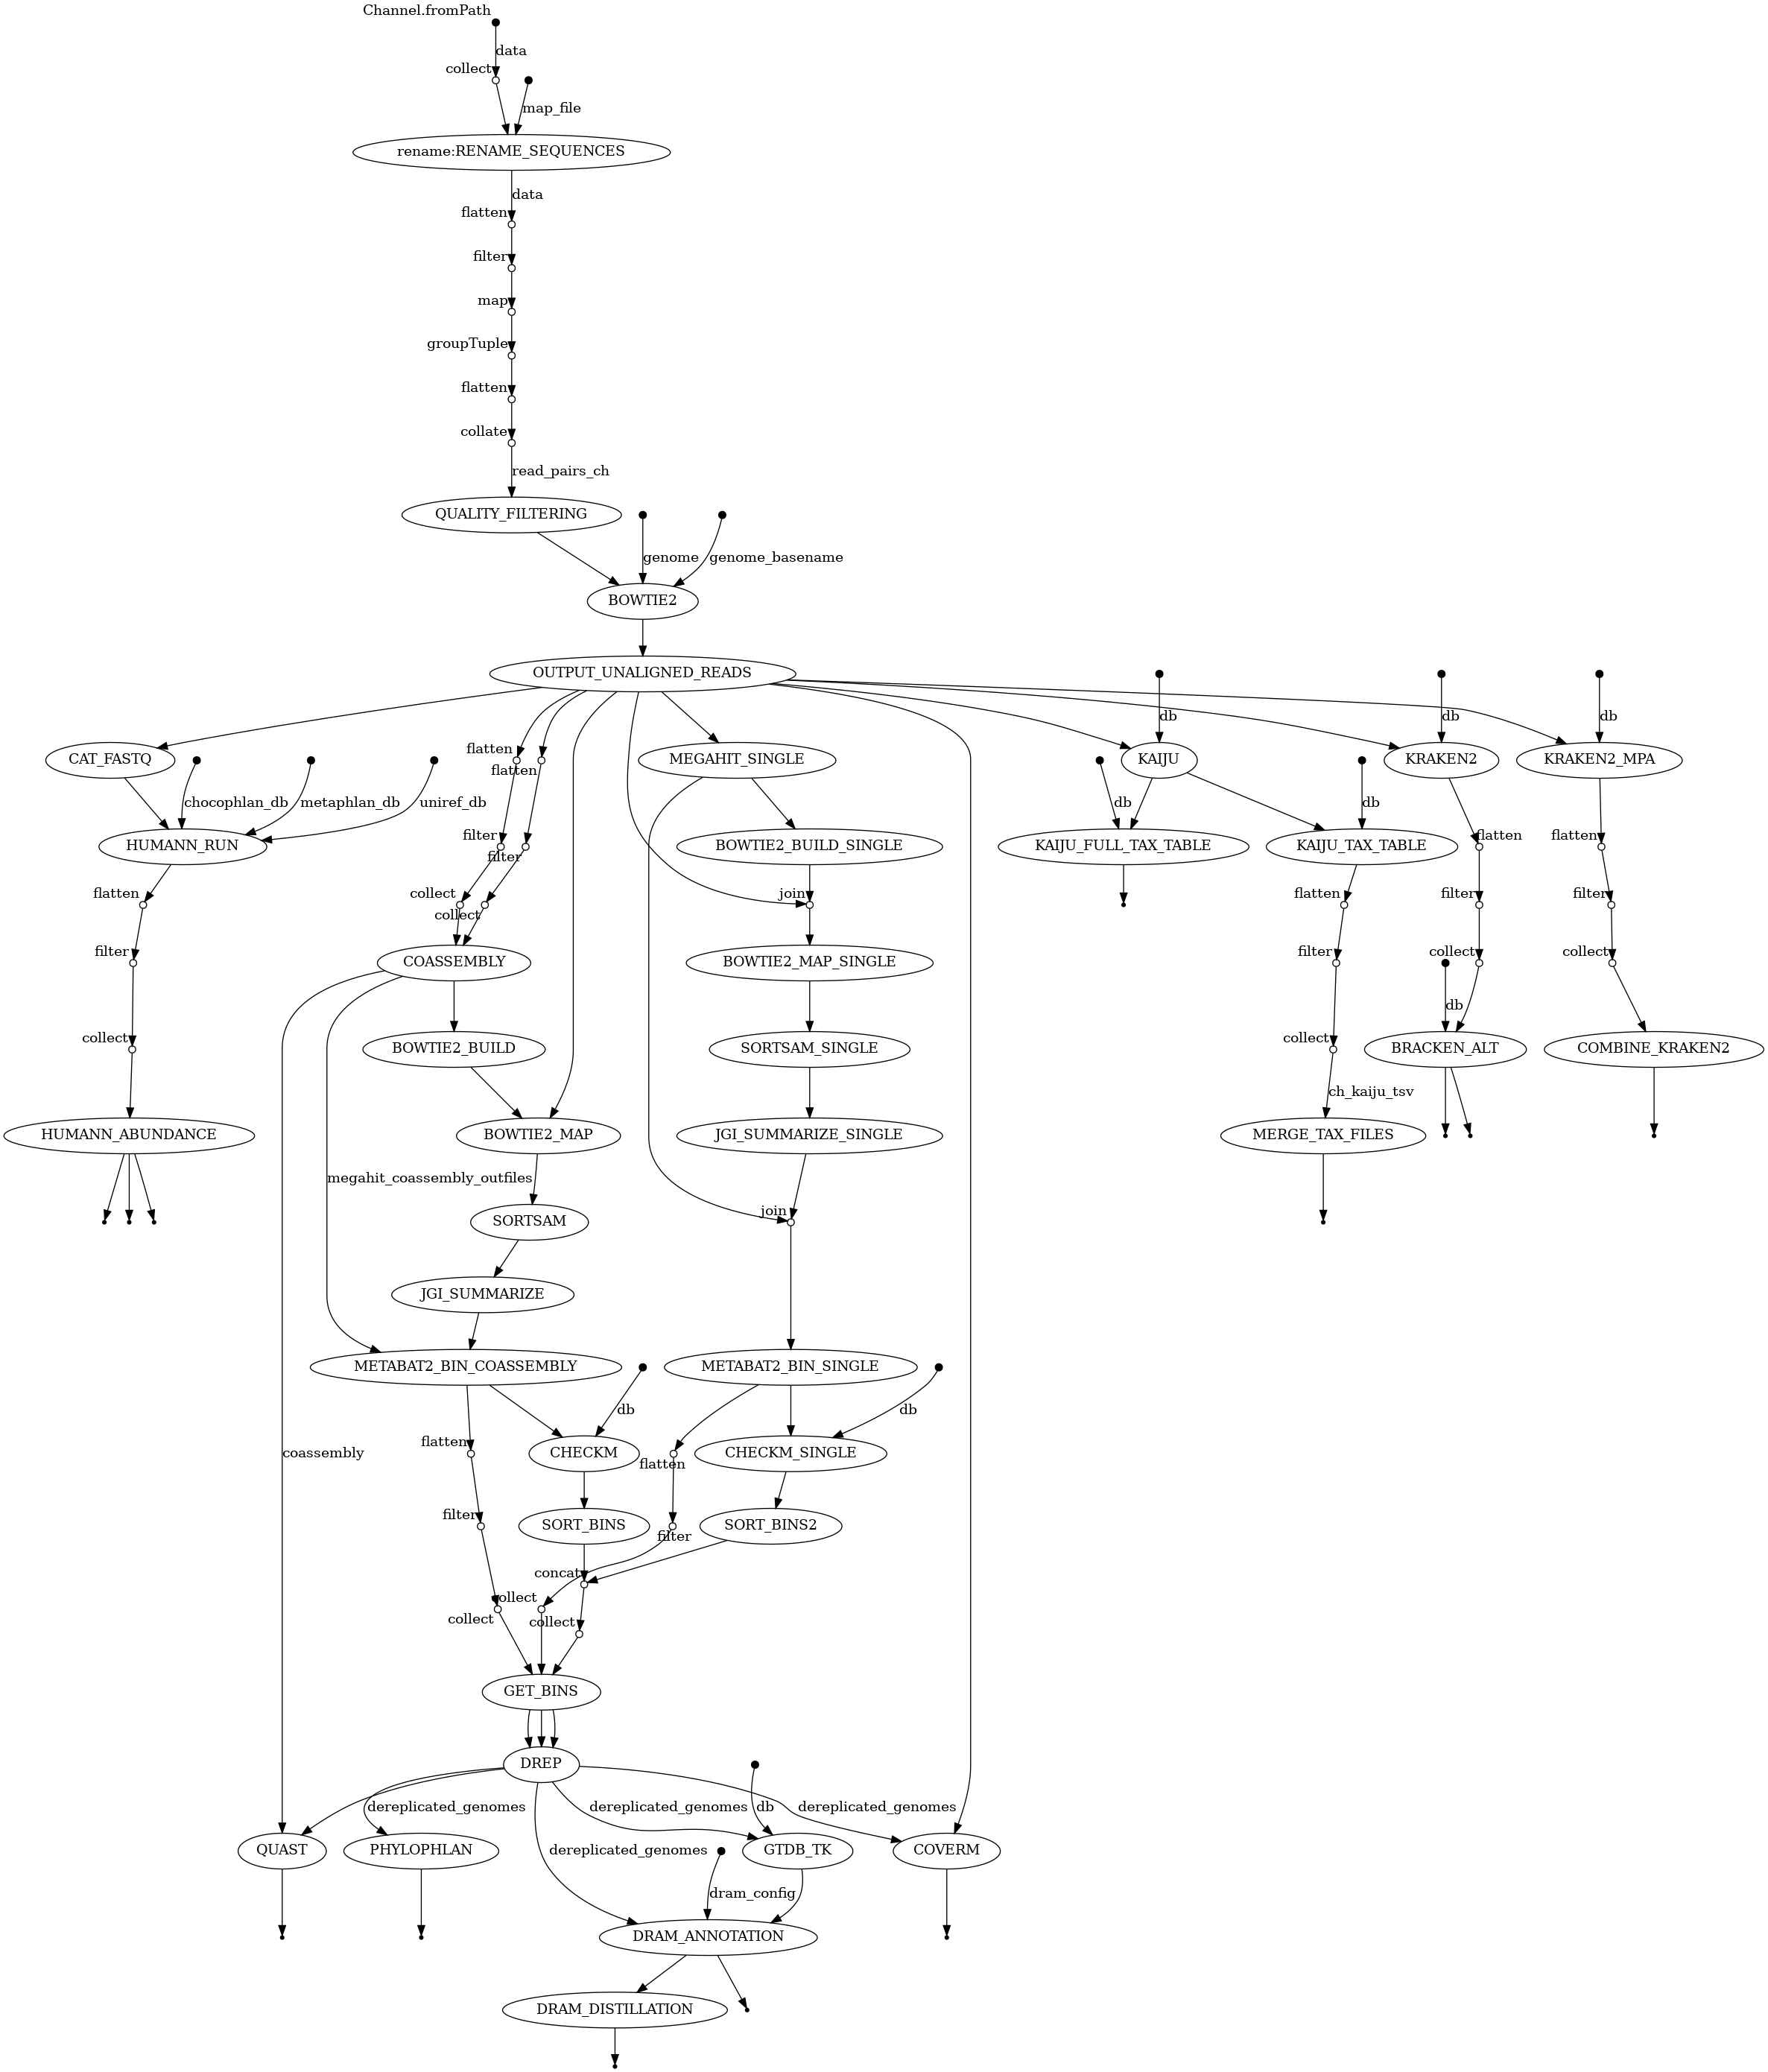 Channel.fromPath
data
collect
map_file
rename:RENAME_SEQUENCES
data
flatten
filter
map
groupTuple
flatten
collate
read_pairs_ch
QUALITY_FILTERING
genome
genome_basename
BOWTIE2
OUTPUT_UNALIGNED_READS
db
db
db
flatten
flatten
CAT_FASTQ
MEGAHIT_SINGLE
KAIJU
KRAKEN2
KRAKEN2_MPA
chocophlan_db
metaphlan_db
uniref_db
db
db
filter
filter
flatten
flatten
HUMANN_RUN
BOWTIE2_BUILD_SINGLE
KAIJU_FULL_TAX_TABLE
KAIJU_TAX_TABLE
flatten
collect
collect
join
flatten
filter
filter
filter
COASSEMBLY
BOWTIE2_MAP_SINGLE
filter
collect
collect
db
collect
BOWTIE2_BUILD
SORTSAM_SINGLE
collect
BRACKEN_ALT
COMBINE_KRAKEN2
ch_kaiju_tsv
HUMANN_ABUNDANCE
BOWTIE2_MAP
JGI_SUMMARIZE_SINGLE
MERGE_TAX_FILES
megahit_coassembly_outfiles
join
SORTSAM
JGI_SUMMARIZE
METABAT2_BIN_COASSEMBLY
METABAT2_BIN_SINGLE
db
db
flatten
coassembly
CHECKM
flatten
CHECKM_SINGLE
filter
SORT_BINS
filter
SORT_BINS2
concat
collect
collect
collect
GET_BINS
DREP
dereplicated_genomes
dereplicated_genomes
db
dereplicated_genomes
QUAST
PHYLOPHLAN
dereplicated_genomes
GTDB_TK
COVERM
dram_config
DRAM_ANNOTATION
DRAM_DISTILLATION